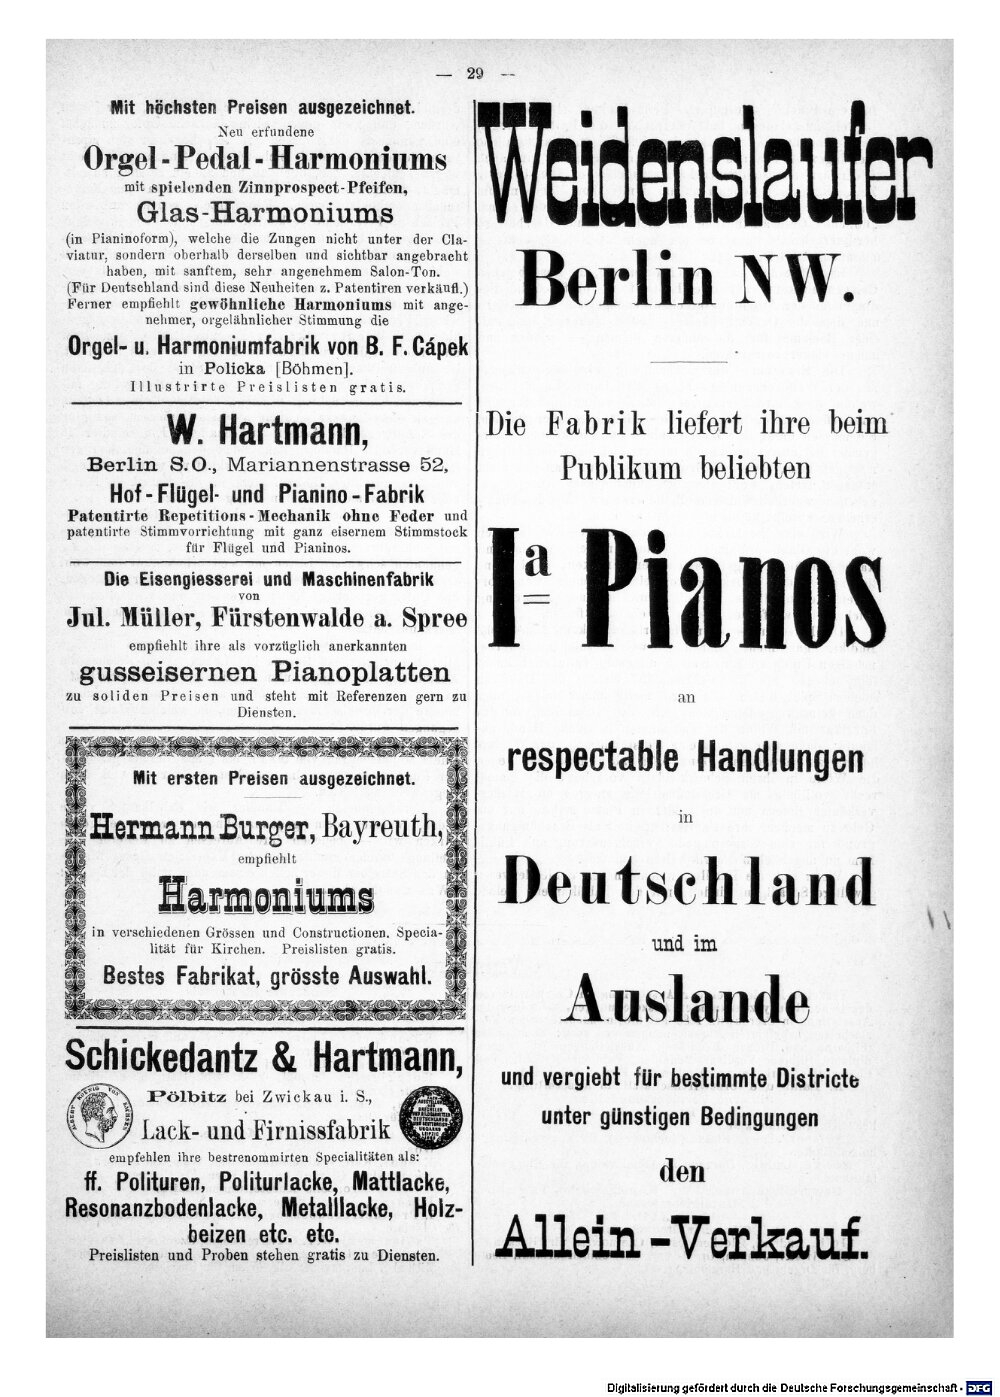 — 29 —
Mit höchsten Preisen ausgezeichnet.
Neu erfundene
Orgel-Pedal-Harmoniums
mit spielenden Zinnprospect-Pfeifen,
Glas-Harmoniums
(in Pianinoform), welche die Zungen nicht unter der Cla-
viatur, sondern oberhalb derselben und sichtbar angebracht
haben, mit sanftem, sehr angenehmem Salon-Ton.
(Für Deutschland sind diese Neuheiten z. Patentiren verkäufl.)
Ferner empfiehlt gewöhnliche Harmoniums mit ange-
nehmer, orgelähnlicher Stimmung die
Orgel- u. Harmoniumfabrik von B. F. Cápek
in Policka [Böhmen].
Illustrirte Preislisten gratis.
W. Hartmann,
Berlin S.O., Mariannenstrasse 52,
Hof-Flügel- und Pianino-Fabrik
Patentirte Repetitions-Mechanik ohne Feder und
patentirte Stimmvorrichtung mit ganz eisernem Stimmstock
für Flügel und Pianinos.
Die Eisengiesserei und Maschinenfabrik
von
Jul. Müller, Fürstenwalde a. Spree
empfiehlt ihre als vorzüglich anerkannten
gusseisernen Pianoplatten
zu soliden Preisen und steht mit Referenzen gern zu
Diensten.
Mit ersten Preisen ausgezeichnet.
Hermann Burger, Bayreuth,
empfiehlt
Harmoniums
in verschiedenen Grössen und Constructionen. Specia-
lität für Kirchen. Preislisten gratis.
Bestes Fabrikat, grösste Auswahl.
Schickedantz & Hartmann,
Pölbitz bei Zwickau i. S.,
Lack- und Firnissfabrik
empfehlen ihre bestrenommirten Specialitäten als:
ff. Polituren, Politurlacke, Mattlacke,
Resonanzbodenlacke, Metalllacke, Holz-
beizen etc. etc.
Preislisten und Proben stehen gratis zu Diensten.
ALBERT KOENIG VON SACHSEN
Weidenslaufer
Berlin NW.
Die Fabrik liefert ihre beim
Publikum beliebten
Ia Pianos
an
respectable Handlungen
in
Deutschland
und im
Auslande
und vergiebt für bestimmte Districte
unter günstigen Bedingungen
den
Allein-Verkauf.
Digitalisierung gefördert durch die Deutsche Forschungsgemeinschaft - DFG